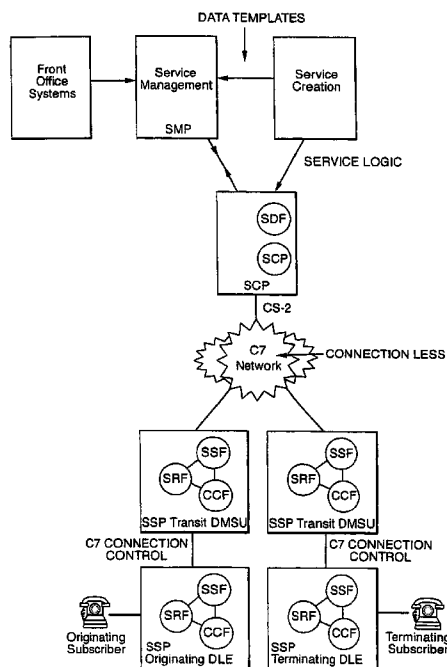 DATA TEMPLATES
Front
Office
Systems
Service
Management
SMP
Service
Creation
SERVICE LOGIC
SDF
SCP
SCP
CS-2
C7
Network
CONNECTION LESS
SSF
SRF
CCF
SSP Transit DMSU
SSF
SRF
CCF
SSP Transit DMSU
C7 CONNECTION
CONTROL
C7 CONNECTION
CONTROL
Originating
Subscriber
SSF
SRF
CCF
SSP
Originating DLE
SSF
SRF
CCF
SSP
Terminating DLE
Terminating
Subscriber